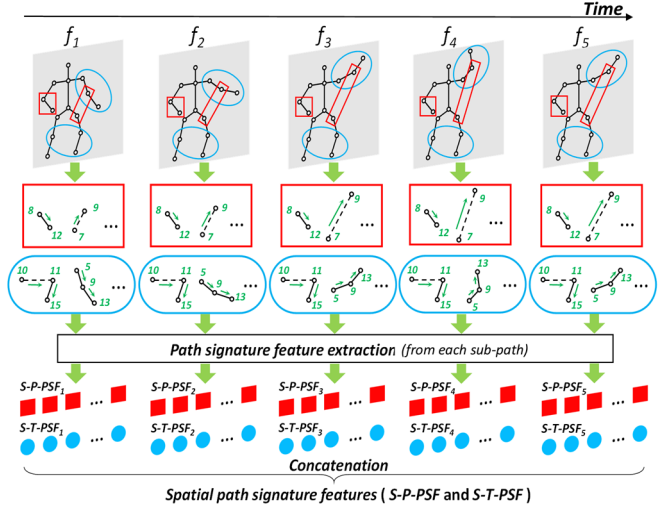 Time
f1 f2 f3 f4 f5
8 9 12 7 ... 8 9 12 7 ... 8 9 12 7 ... 8 9 12 7 ... 8 9 12 7 ...
10 11 5 9 15 13 ... 10 11 5 9 15 13 ... 10 11 13 9 15 5 ... 10 11 13 9 15 5 ... 10 11 13 9 15 5 ...
Path signature feature extraction (from each sub-path)
S-P-PSF1 S-P-PSF2 S-P-PSF3 S-P-PSF4 S-P-PSF5
... ... ... ... ...
S-T-PSF1 S-T-PSF2 S-T-PSF3 S-T-PSF4 S-T-PSF5
... ... ... ... ...
Concatenation
Spatial path signature features ( S-P-PSF and S-T-PSF )